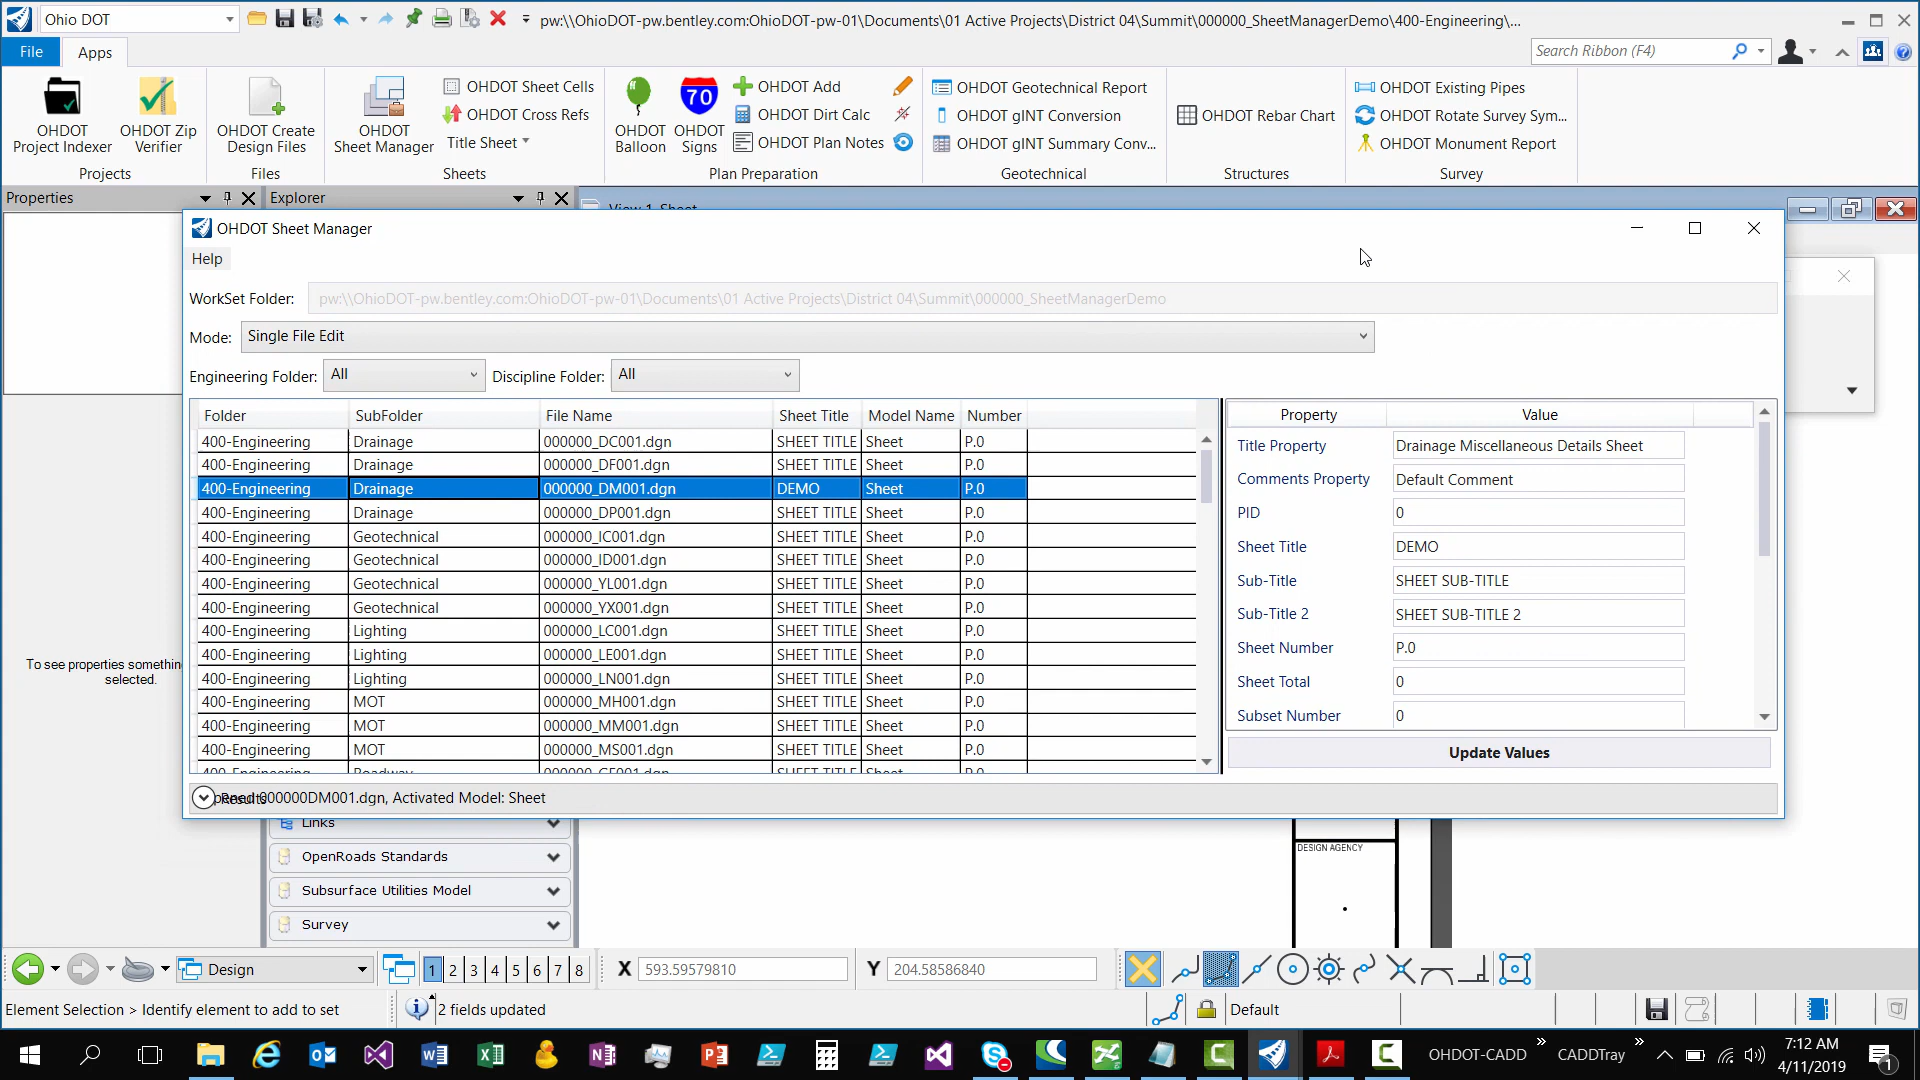 Ohio DOT
pw:\\OhioDOT-pw.bentley.com:OhioDOT-pw-01\Documents\01 Active Projects\District 04\Summit\000000_SheetManagerDemo\400-Engineering\...
File
Apps
Search Ribbon (F4)
OHDOT Project Indexer
OHDOT Zip Verifier
Projects
OHDOT Create Design Files
Files
OHDOT Sheet Manager
OHDOT Sheet Cells
OHDOT Cross Refs
Title Sheet
Sheets
OHDOT Balloon
70
OHDOT Signs
OHDOT Add
OHDOT Dirt Calc
OHDOT Plan Notes
Plan Preparation
OHDOT Geotechnical Report
OHDOT gINT Conversion
OHDOT gINT Summary Conv...
Geotechnical
OHDOT Rebar Chart
Structures
OHDOT Existing Pipes
OHDOT Rotate Survey Sym...
OHDOT Monument Report
Survey
Properties
Explorer
View 1, Sheet
OHDOT Sheet Manager
Help
WorkSet Folder: pw:\\OhioDOT-pw.bentley.com:OhioDOT-pw-01\Documents\01 Active Projects\District 04\Summit\000000_SheetManagerDemo
Mode: Single File Edit
Engineering Folder: All Discipline Folder: All
Folder SubFolder File Name Sheet Title Model Name Number
400-Engineering Drainage 000000_DC001.dgn SHEET TITLE Sheet P.0
400-Engineering Drainage 000000_DF001.dgn SHEET TITLE Sheet P.0
400-Engineering Drainage 000000_DM001.dgn DEMO Sheet P.0
400-Engineering Drainage 000000_DP001.dgn SHEET TITLE Sheet P.0
400-Engineering Geotechnical 000000_IC001.dgn SHEET TITLE Sheet P.0
400-Engineering Geotechnical 000000_ID001.dgn SHEET TITLE Sheet P.0
400-Engineering Geotechnical 000000_YL001.dgn SHEET TITLE Sheet P.0
400-Engineering Geotechnical 000000_YX001.dgn SHEET TITLE Sheet P.0
400-Engineering Lighting 000000_LC001.dgn SHEET TITLE Sheet P.0
400-Engineering Lighting 000000_LE001.dgn SHEET TITLE Sheet P.0
400-Engineering Lighting 000000_LN001.dgn SHEET TITLE Sheet P.0
400-Engineering MOT 000000_MH001.dgn SHEET TITLE Sheet P.0
400-Engineering MOT 000000_MM001.dgn SHEET TITLE Sheet P.0
400-Engineering MOT 000000_MS001.dgn SHEET TITLE Sheet P.0
Property Value
Title Property Drainage Miscellaneous Details Sheet
Comments Property Default Comment
PID 0
Sheet Title DEMO
Sub-Title SHEET SUB-TITLE
Sub-Title 2 SHEET SUB-TITLE 2
Sheet Number P.0
Sheet Total 0
Subset Number 0
Update Values
Results
000000DM001.dgn, Activated Model: Sheet
To see properties somethin
selected.
Links
OpenRoads Standards
Subsurface Utilities Model
Survey
DESIGN AGENCY
Design
1 2 3 4 5 6 7 8
X 593.59579810
Y 204.58586840
Element Selection > Identify element to add to set
2 fields updated
Default
OHDOT-CADD
CADDTray
7:12 AM
4/11/2019
1